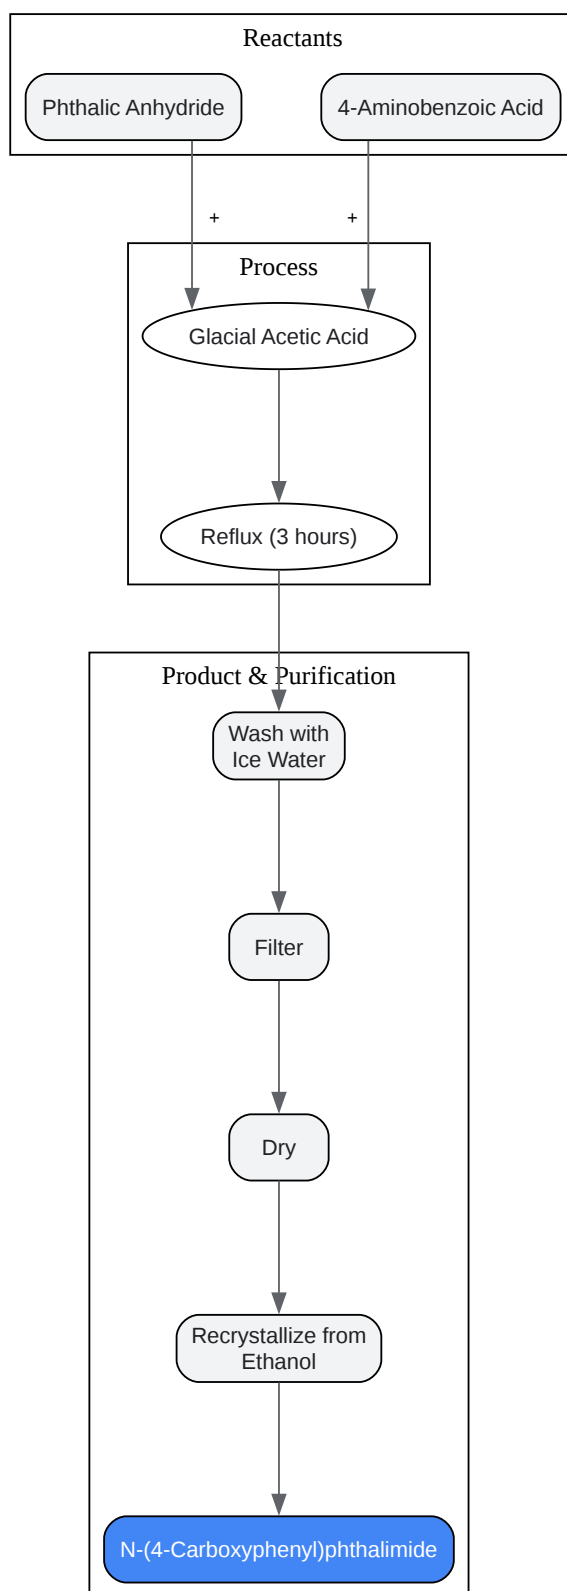 Reactants
Phthalic Anhydride
4-Aminobenzoic Acid
+
+
Process
Glacial Acetic Acid
Reflux (3 hours)
Product & Purification
Wash with
Ice Water
Filter
Dry
Recrystallize from
Ethanol
N-(4-Carboxyphenyl)phthalimide